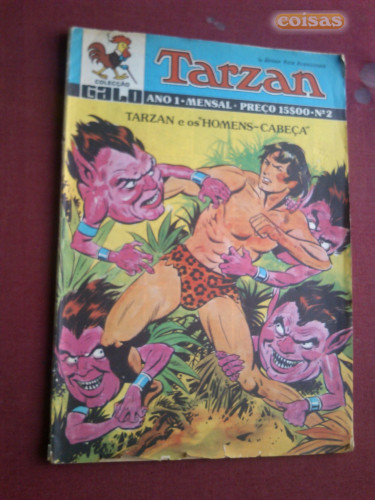 coisas
Tarzan
COLECÇÃO
GALO
ANO 1 • MENSAL - PREÇO 15$00 - Nº 2
TARZAN e os "HOMENS-CABEÇA"